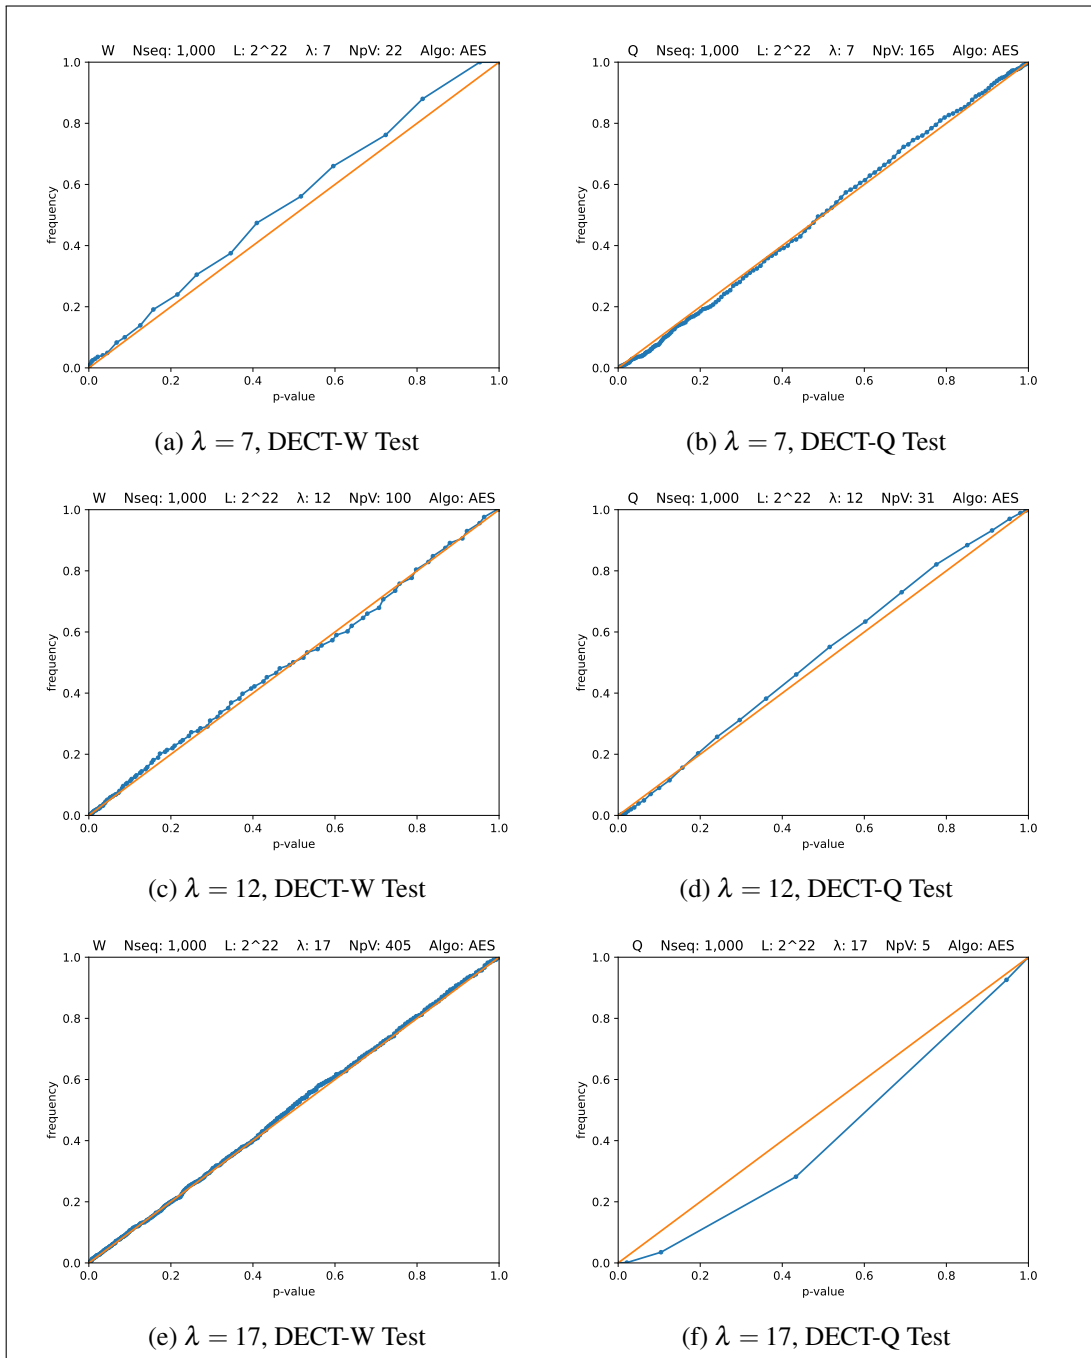 W Nseq: 1,000 L: 2^22 λ: 7 NpV: 22 Algo: AES
1.0
0.8
0.6
0.4
0.2
0.0
frequency
0.0 0.2 0.4 0.6 0.8 1.0
p-value
(a) λ = 7, DECT-W Test
Q Nseq: 1,000 L: 2^22 λ: 7 NpV: 165 Algo: AES
1.0
0.8
0.6
0.4
0.2
0.0
frequency
0.0 0.2 0.4 0.6 0.8 1.0
p-value
(b) λ = 7, DECT-Q Test
W Nseq: 1,000 L: 2^22 λ: 12 NpV: 100 Algo: AES
1.0
0.8
0.6
0.4
0.2
0.0
frequency
0.0 0.2 0.4 0.6 0.8 1.0
p-value
(c) λ = 12, DECT-W Test
Q Nseq: 1,000 L: 2^22 λ: 12 NpV: 31 Algo: AES
1.0
0.8
0.6
0.4
0.2
0.0
frequency
0.0 0.2 0.4 0.6 0.8 1.0
p-value
(d) λ = 12, DECT-Q Test
W Nseq: 1,000 L: 2^22 λ: 17 NpV: 405 Algo: AES
1.0
0.8
0.6
0.4
0.2
0.0
frequency
0.0 0.2 0.4 0.6 0.8 1.0
p-value
(e) λ = 17, DECT-W Test
Q Nseq: 1,000 L: 2^22 λ: 17 NpV: 5 Algo: AES
1.0
0.8
0.6
0.4
0.2
0.0
frequency
0.0 0.2 0.4 0.6 0.8 1.0
p-value
(f) λ = 17, DECT-Q Test